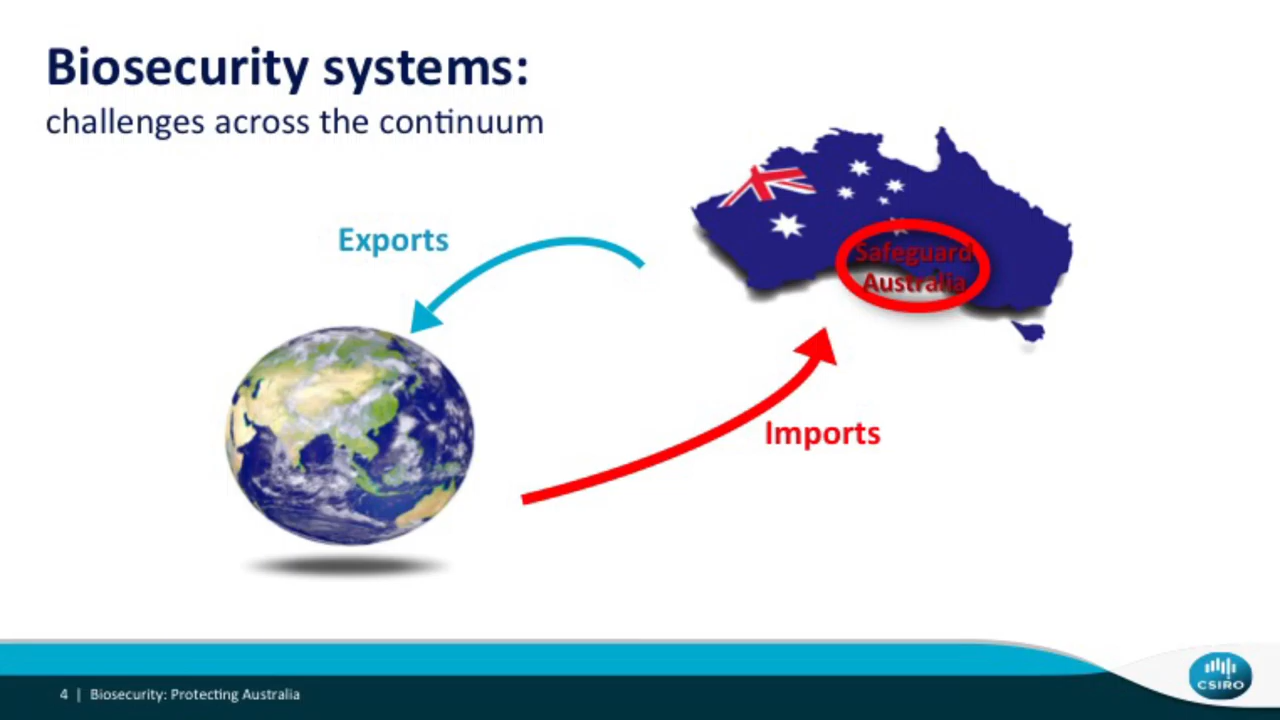 Biosecurity systems:
challenges across the continuum
Exports
Safeguard
Australia
Imports
4 | Biosecurity: Protecting Australia
CSIRO